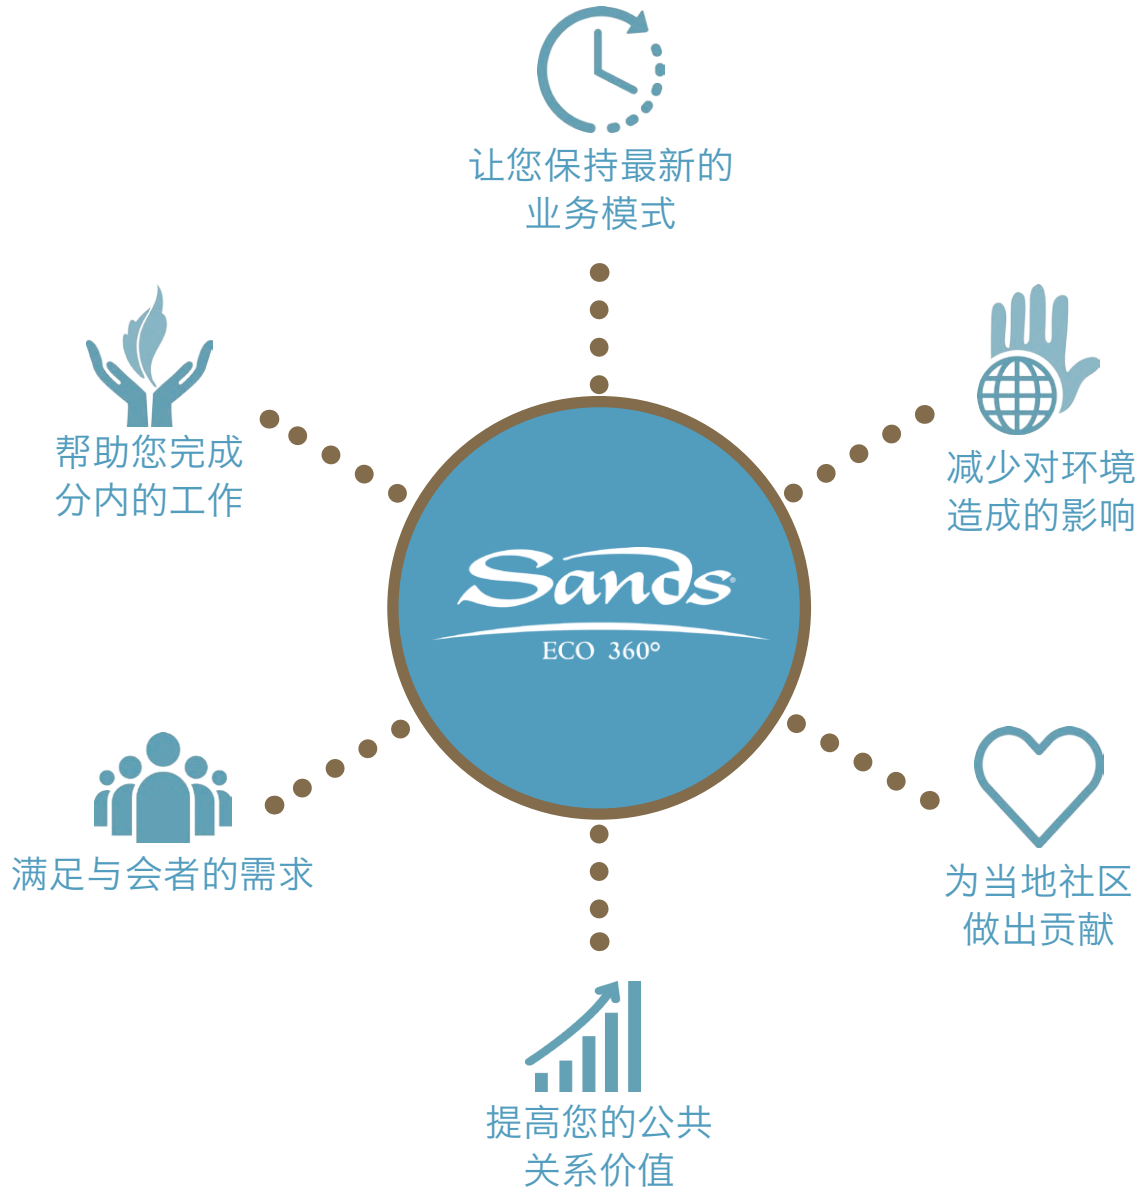 让您保持最新的
业务模式
帮助您完成
分内的工作
减少对环境
造成的影响
Sands
ECO 360°
满足与会者的需求
为当地社区
做出贡献
提高您的公共
关系价值